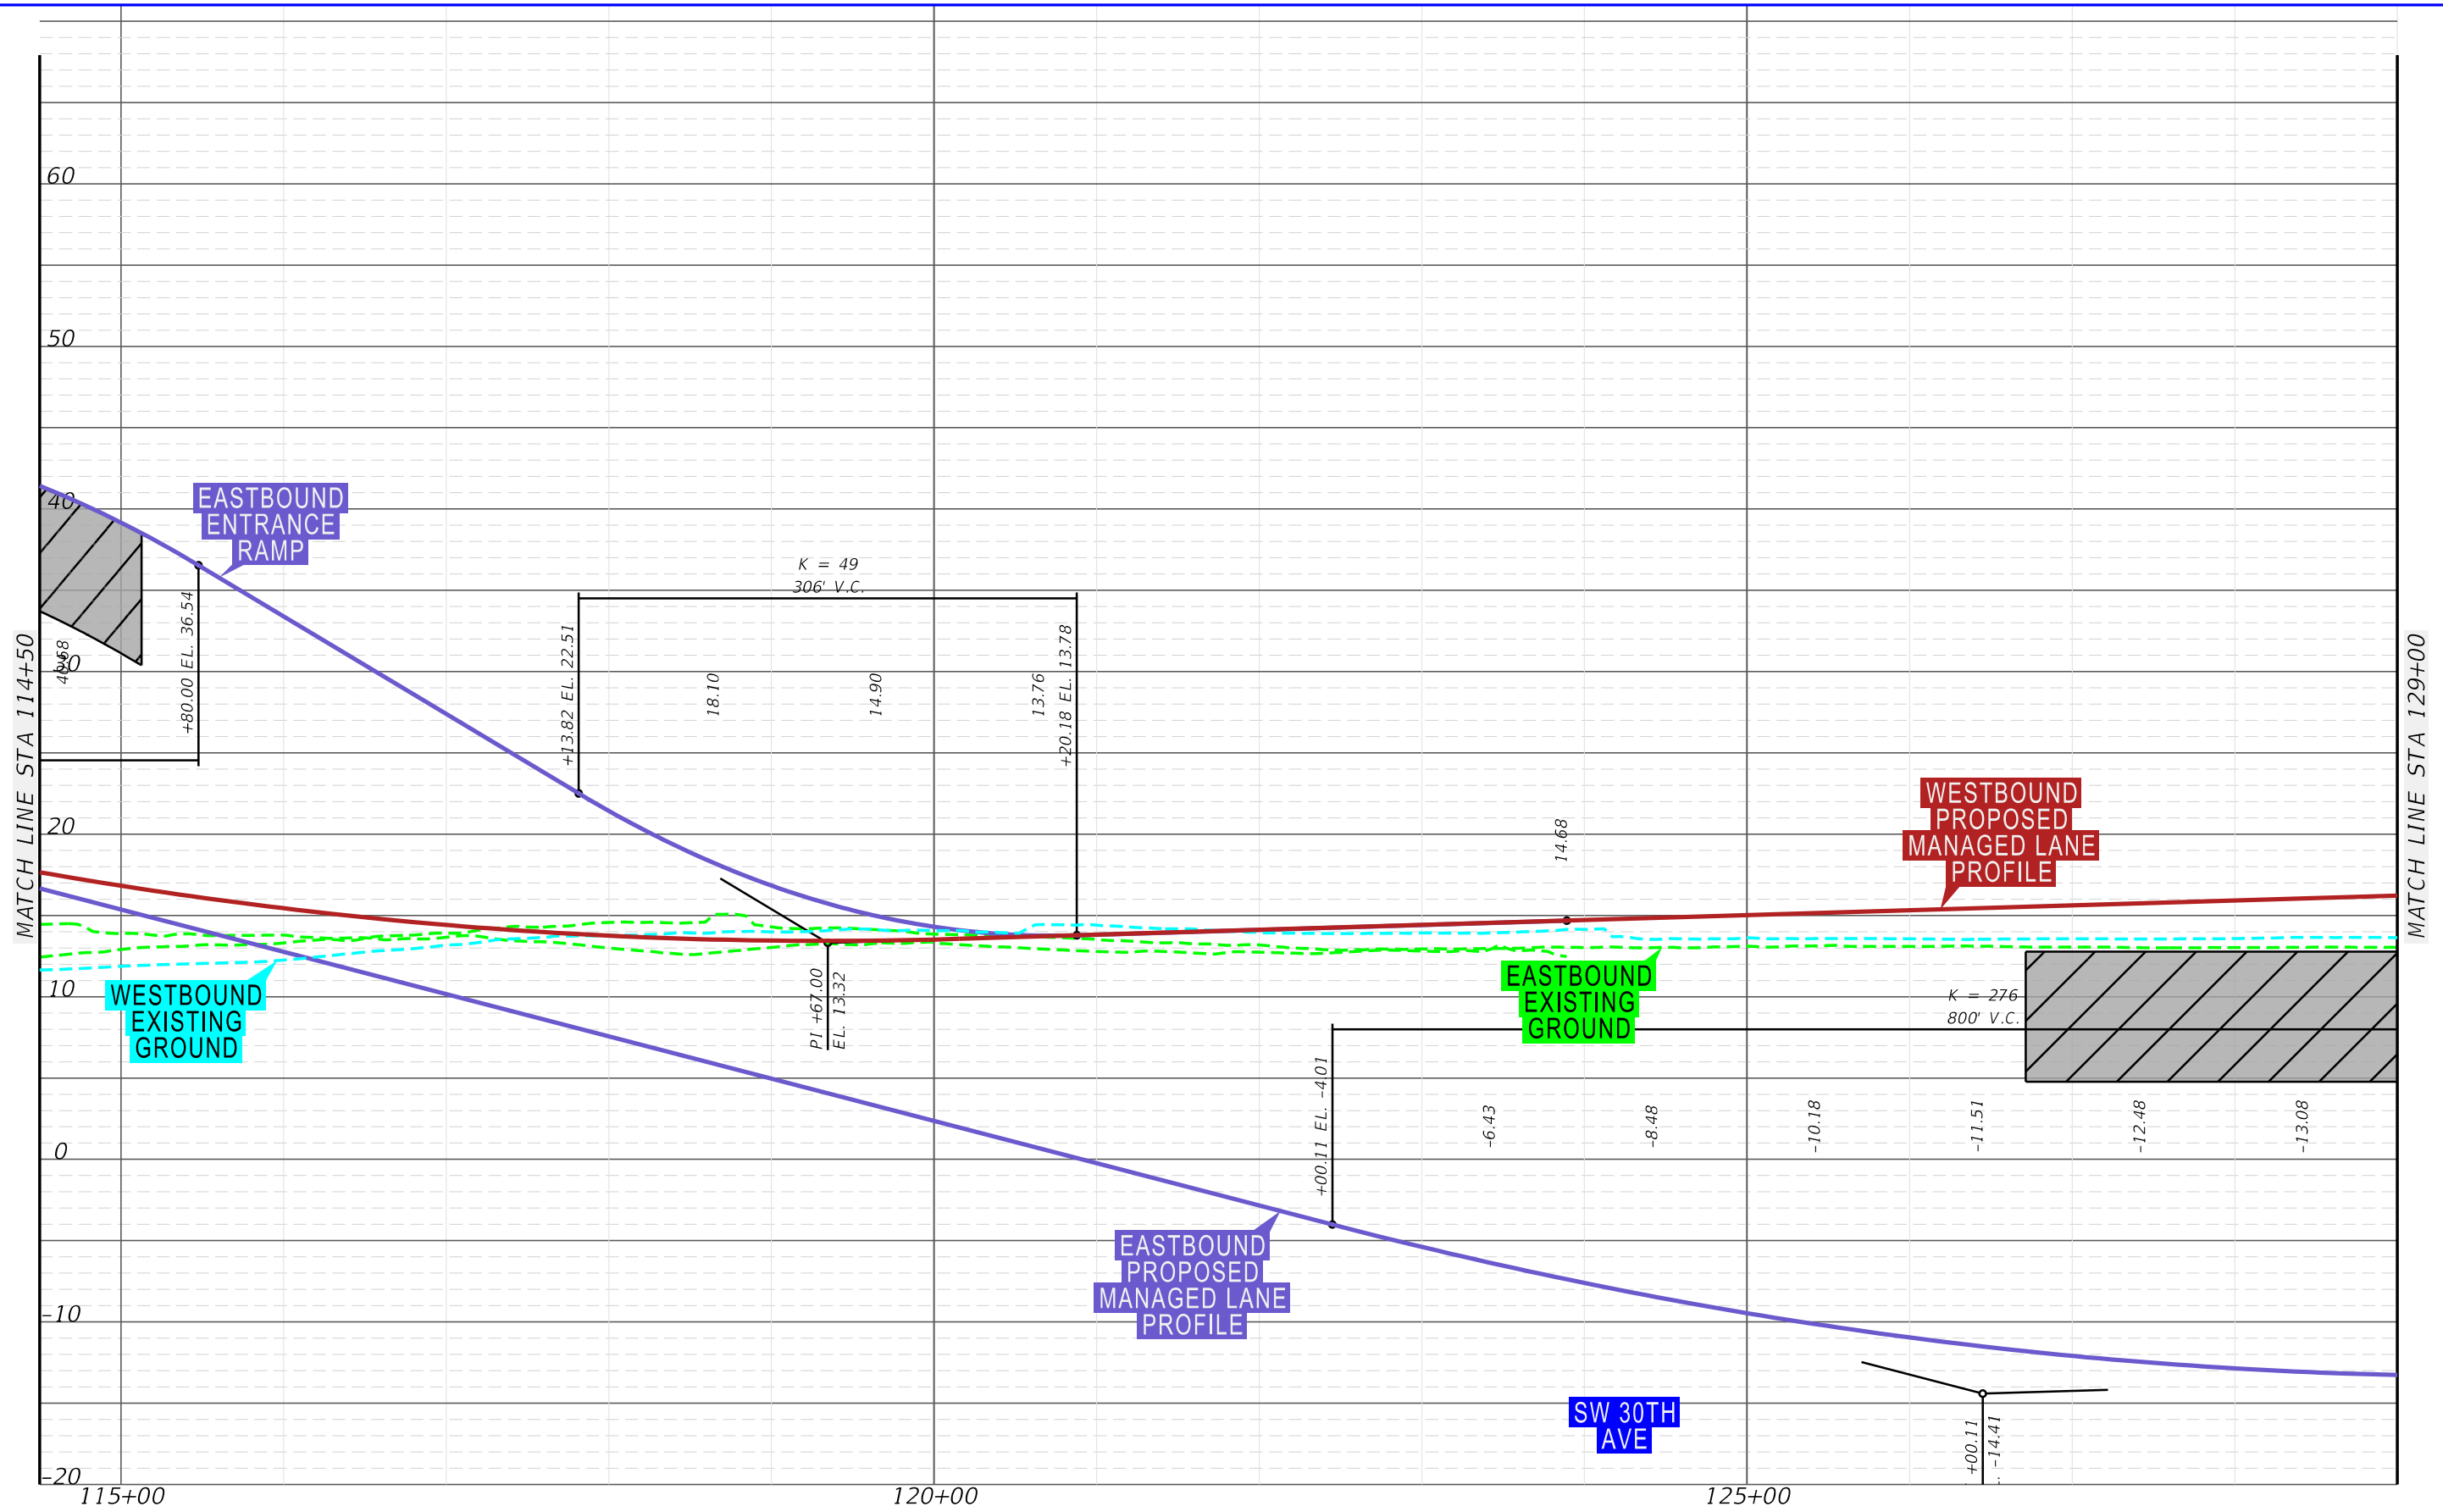 60
50
40
30
20
10
0
-10
-20
EASTBOUND
ENTRANCE
RAMP
K = 49
306' V.C.
MATCH LINE STA 114+50
+80.00 EL. 36.54
+13.82 EL. 22.51
18.10
14.90
13.76
+20.18 EL. 13.78
14.68
WESTBOUND
PROPOSED
MANAGED LANE
PROFILE
MATCH LINE STA 129+00
WESTBOUND
EXISTING
GROUND
PI +67.00
EL. 13.32
EASTBOUND
EXISTING
GROUND
K = 276
800' V.C.
+00.11 EL. -4.01
-6.43
-8.48
-10.18
-11.51
-12.48
-13.08
EASTBOUND
PROPOSED
MANAGED LANE
PROFILE
SW 30TH
AVE
+00.11
-14.41
115+00
120+00
125+00